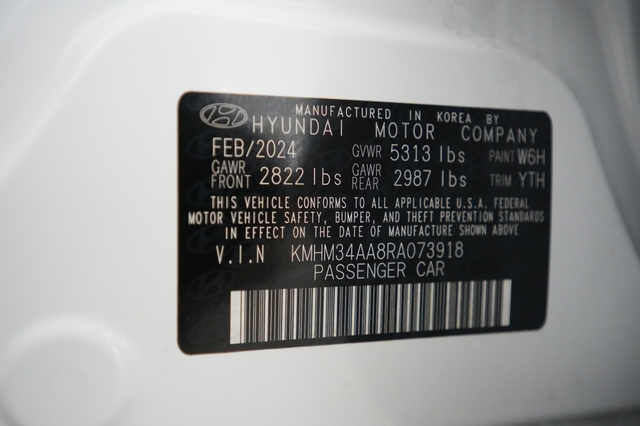 MANUFACTURED IN KOREA BY
HYUNDAI MOTOR COMPANY
FEB/2024 GVWR 5313 lbs PAINT W6H
GAWR FRONT 2822 lbs GAWR REAR 2987 lbs TRIM YTH
THIS VEHICLE CONFORMS TO ALL APPLICABLE U.S.A. FEDERAL
MOTOR VEHICLE SAFETY, BUMPER, AND THEFT PREVENTION STANDARDS
IN EFFECT ON THE DATE OF MANUFACTURE SHOWN ABOVE
V.I.N KMHM34AA8RA073918
PASSENGER CAR